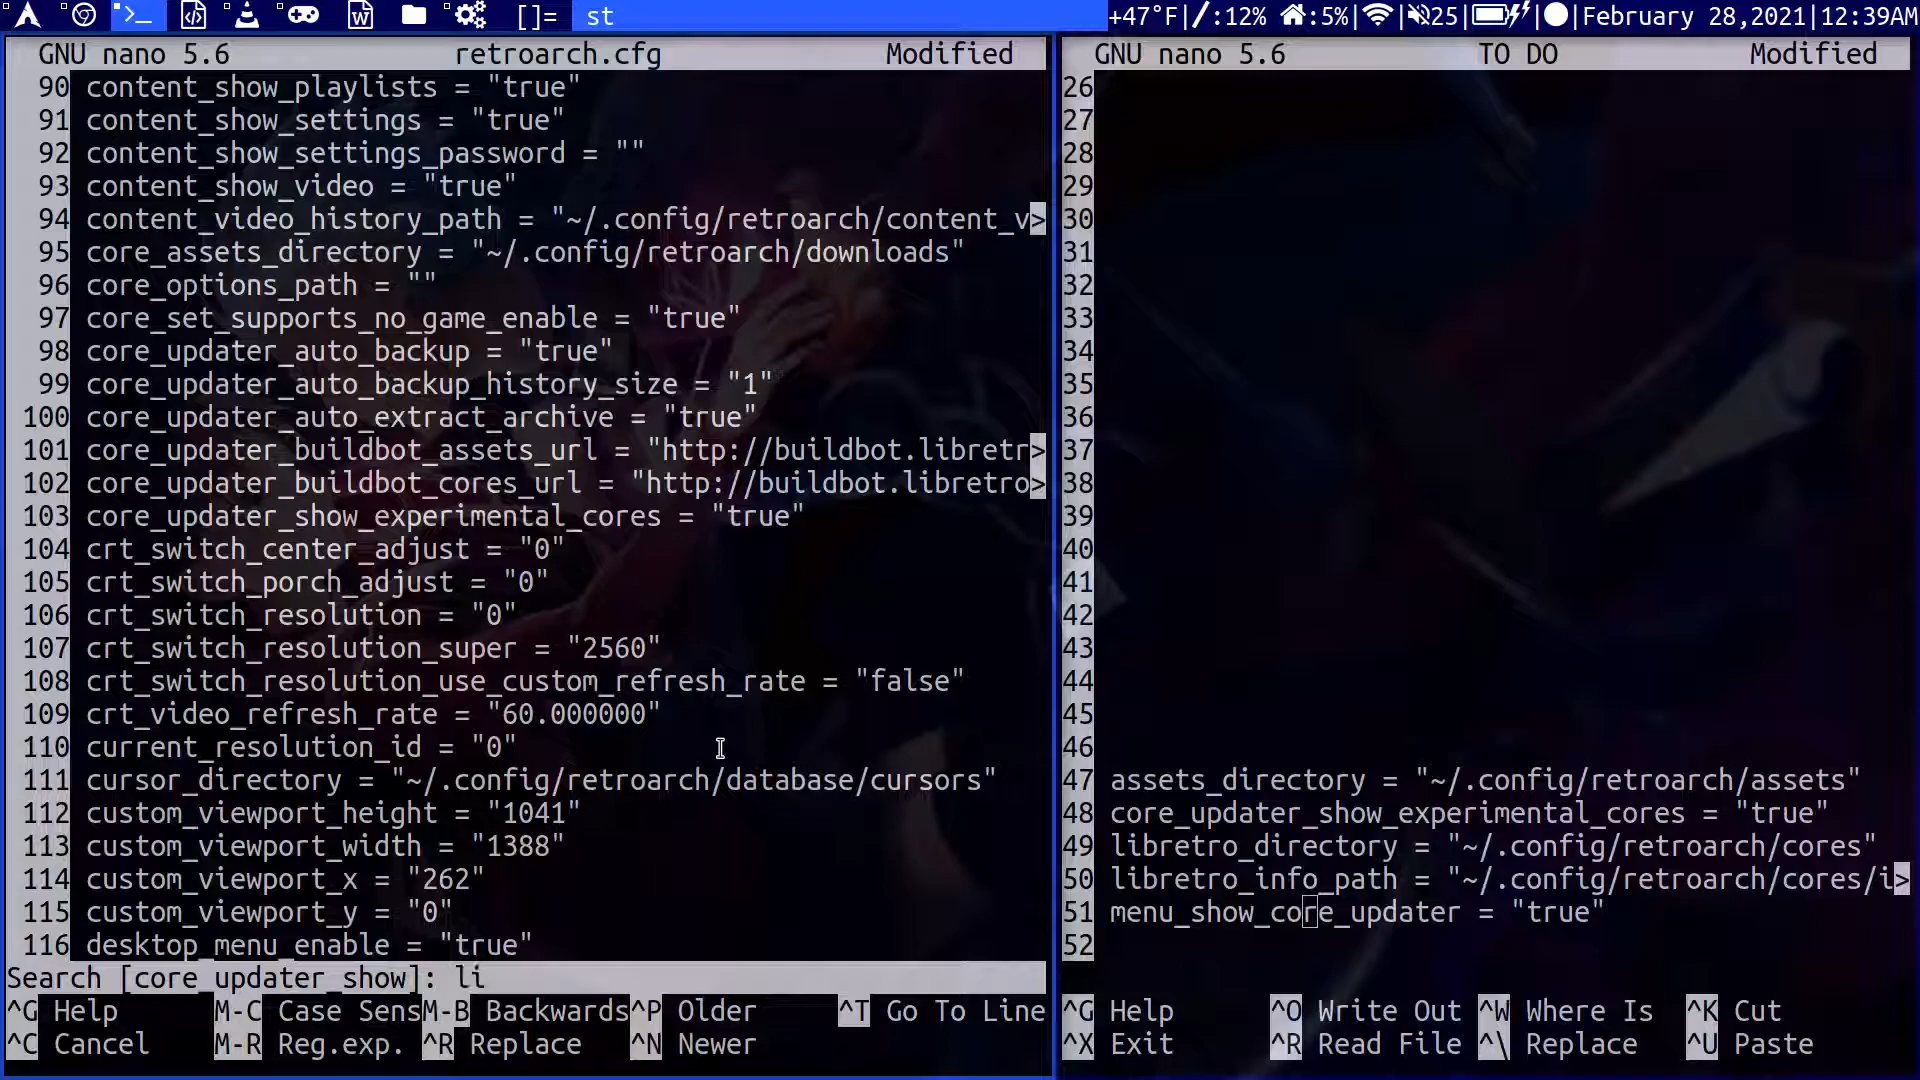 []= st +47°F|/:12% :5%| 25| | |February 28,2021|12:39AM
GNU nano 5.6 retroarch.cfg Modified
90 content_show_playlists = "true"
91 content_show_settings = "true"
92 content_show_settings_password = ""
93 content_show_video = "true"
94 content_video_history_path = "~/.config/retroarch/content_v>
95 core_assets_directory = "~/.config/retroarch/downloads"
96 core_options_path = ""
97 core_set_supports_no_game_enable = "true"
98 core_updater_auto_backup = "true"
99 core_updater_auto_backup_history_size = "1"
100 core_updater_auto_extract_archive = "true"
101 core_updater_buildbot_assets_url = "http://buildbot.libretr>
102 core_updater_buildbot_cores_url = "http://buildbot.libretro>
103 core_updater_show_experimental_cores = "true"
104 crt_switch_center_adjust = "0"
105 crt_switch_porch_adjust = "0"
106 crt_switch_resolution = "0"
107 crt_switch_resolution_super = "2560"
108 crt_switch_resolution_use_custom_refresh_rate = "false"
109 crt_video_refresh_rate = "60.000000"
110 current_resolution_id = "0"
111 cursor_directory = "~/.config/retroarch/database/cursors"
112 custom_viewport_height = "1041"
113 custom_viewport_width = "1388"
114 custom_viewport_x = "262"
115 custom_viewport_y = "0"
116 desktop_menu_enable = "true"
Search [core_updater_show]: li
^G Help M-C Case Sens M-B Backwards ^P Older ^T Go To Line
^C Cancel M-R Reg.exp. ^R Replace ^N Newer
GNU nano 5.6 TO DO Modified
26
27
28
29
30
31
32
33
34
35
36
37
38
39
40
41
42
43
44
45
46
47 assets_directory = "~/.config/retroarch/assets"
48 core_updater_show_experimental_cores = "true"
49 libretro_directory = "~/.config/retroarch/cores"
50 libretro_info_path = "~/.config/retroarch/cores/i>
51 menu_show_core_updater = "true"
52
^G Help ^O Write Out ^W Where Is ^K Cut
^X Exit ^R Read File ^\ Replace ^U Paste